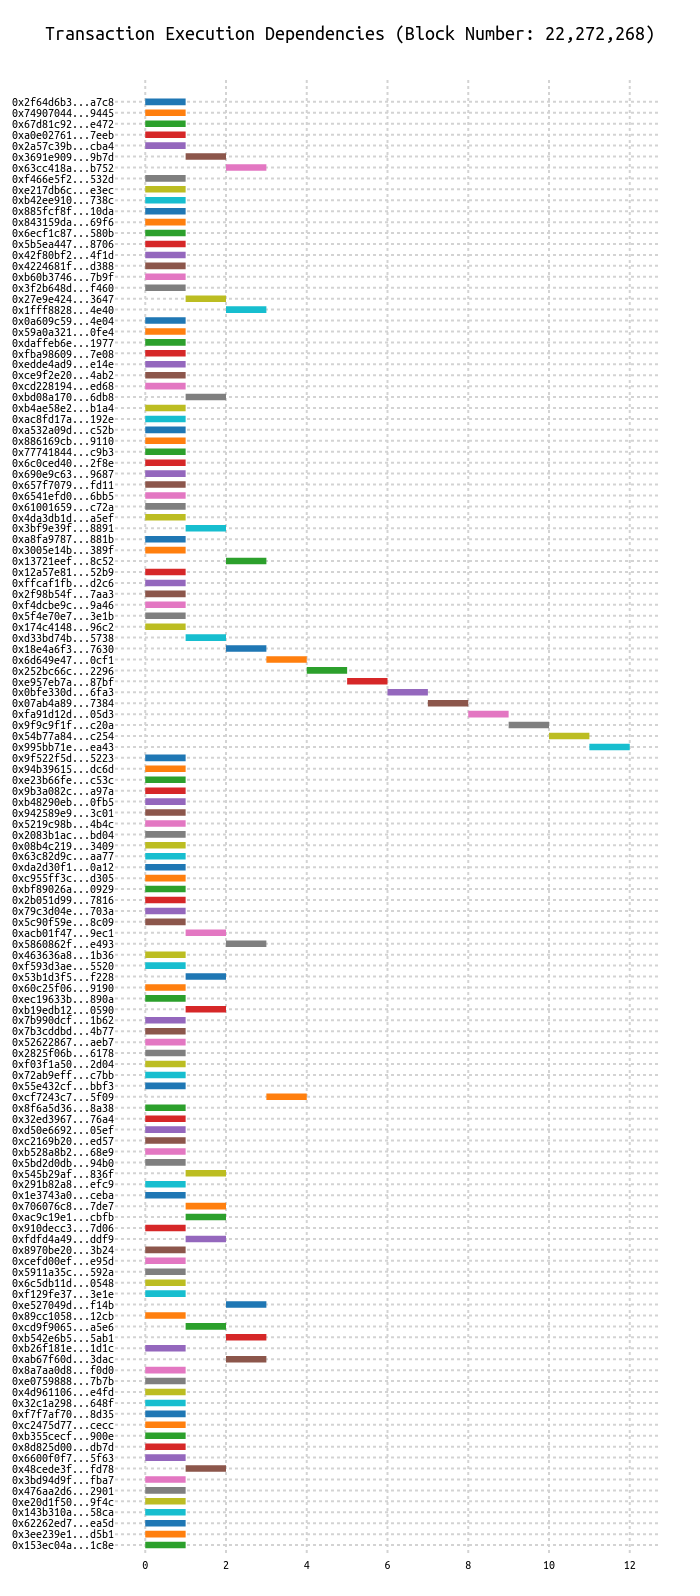 Transaction Execution Dependencies (Block Number: 22,272,268)
0x2f64d6b3...a7c8
0x74907044...9445
0x67d81c92...e472
0xa0e02761...7eeb
0x2a57c39b...cba4
0x3691e909...9b7d
0x63cc418a...b752
0xf466e5f2...532d
0xe217db6c...e3ec
0xb42ee910...738c
0x885fcf8f...10da
0x843159da...69f6
0x6ecf1c87...580b
0x5b5ea447...8706
0x42f80bf2...4f1d
0x4224681f...d388
0xb60b3746...7b9f
0x3f2b648d...f460
0x27e9e424...3647
0x1fff8828...4e40
0x0a609c59...4e04
0x59a0a321...0fe4
0xdaffeb6e...1977
0xfba98609...7e08
0xedde4ad9...e14e
0xce9f2e20...4ab2
0xcd228194...ed68
0xbd08a170...6db8
0xb4ae58e2...b1a4
0xac8fd17a...192e
0xa532a09d...c52b
0x886169cb...9110
0x77741844...c9b3
0x6c0ced40...2f8e
0x690e9c63...9687
0x657f7079...fd11
0x6541efd0...6bb5
0x61001659...c72a
0x4da3db1d...a5ef
0x3bf9e39f...8891
0xa8fa9787...881b
0x3005e14b...389f
0x13721eef...8c52
0x12a57e81...52b9
0xffcaf1fb...d2c6
0x2f98b54f...7aa3
0xf4dcbe9c...9a46
0x5f4e70e7...3e1b
0x174c4148...96c2
0xd33bd74b...5738
0x18e4a6f3...7630
0x6d649e47...0cf1
0x252bc66c...2296
0xe957eb7a...87bf
0x0bfe330d...6fa3
0x07ab4a89...7384
0xfa91d12d...05d3
0x9f9c9f1f...c20a
0x54b77a84...c254
0x995bb71e...ea43
0x9f522f5d...5223
0x94b39615...dc6d
0xe23b66fe...c53c
0x9b3a082c...a97a
0xb48290eb...0fb5
0x942589e9...3c01
0x5219c98b...4b4c
0x2083b1ac...bd04
0x08b4c219...3409
0x63c82d9c...aa77
0xda2d30f1...0a12
0xc955ff3c...d305
0xbf89026a...0929
0x2b051d99...7816
0x79c3d04e...703a
0x5c90f59e...8c09
0xacb01f47...9ec1
0x5860862f...e493
0x463636a8...1b36
0xf593d3ae...5520
0x53b1d3f5...f228
0x60c25f06...9190
0xec19633b...890a
0xb19edb12...0590
0x7b990dcf...1b62
0x7b3cddbd...4b77
0x52622867...aeb7
0x2825f06b...6178
0xf03f1a50...2d04
0x72ab9eff...c7bb
0x55e432cf...bbf3
0xcf7243c7...5f09
0x8f6a5d36...8a38
0x32ed3967...76a4
0xd50e6692...05ef
0xc2169b20...ed57
0xb528a8b2...68e9
0x5bd2d0db...94b0
0x545b29af...836f
0x291b82a8...efc9
0x1e3743a0...ceba
0x706076c8...7de7
0xac9c19e1...cbfb
0x910decc3...7d06
0xfdfd4a49...ddf9
0x8970be20...3b24
0xcefd00ef...e95d
0x5911a35c...592a
0x6c5db11d...0548
0xf129fe37...3e1e
0xe527049d...f14b
0x89cc1058...12cb
0xcd9f9065...a5e6
0xb542e6b5...5ab1
0xb26f181e...1d1c
0xab67f60d...3dac
0x8a7aa0d8...f0d0
0xe0759888...7b7b
0x4d961106...e4fd
0x32c1a298...648f
0xf7f7af70...8d35
0xc2475d77...cecc
0xb355cecf...900e
0x8d825d00...db7d
0x6600f0f7...5f63
0x48cede3f...fd78
0x3bd94d9f...fba7
0x476aa2d6...2901
0xe20d1f50...9f4c
0x143b310a...58ca
0x62262ed7...ea5d
0x3ee239e1...d5b1
0x153ec04a...1c8e
0 2 4 6 8 10 12